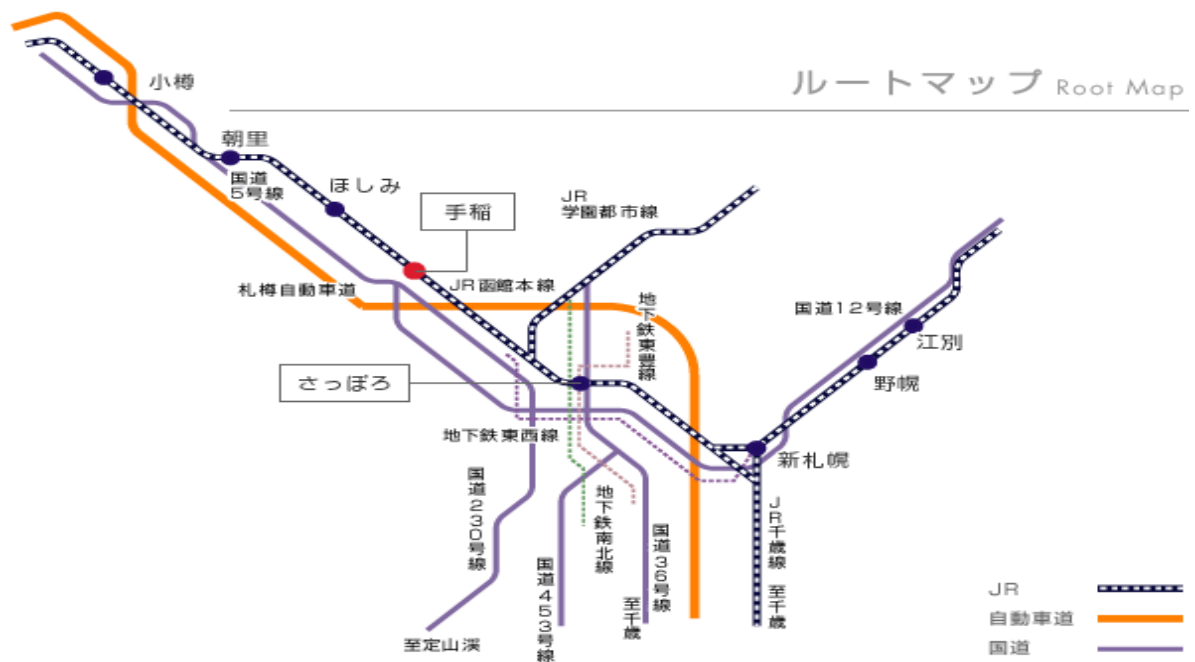 ルートマップ Root Map
小樽
朝里
国道
5号線
ほしみ
手稲
JR
学園都市線
JR函館本線
札樽自動車道
地下鉄東豊線
国道12号線
江別
野幌
さっぽろ
地下鉄東西線
新札幌
国道230号線
地下鉄南北線
国道36号線
至千歳
国道453号線
JR千歳線 至千歳
至定山渓
JR
自動車道
国道